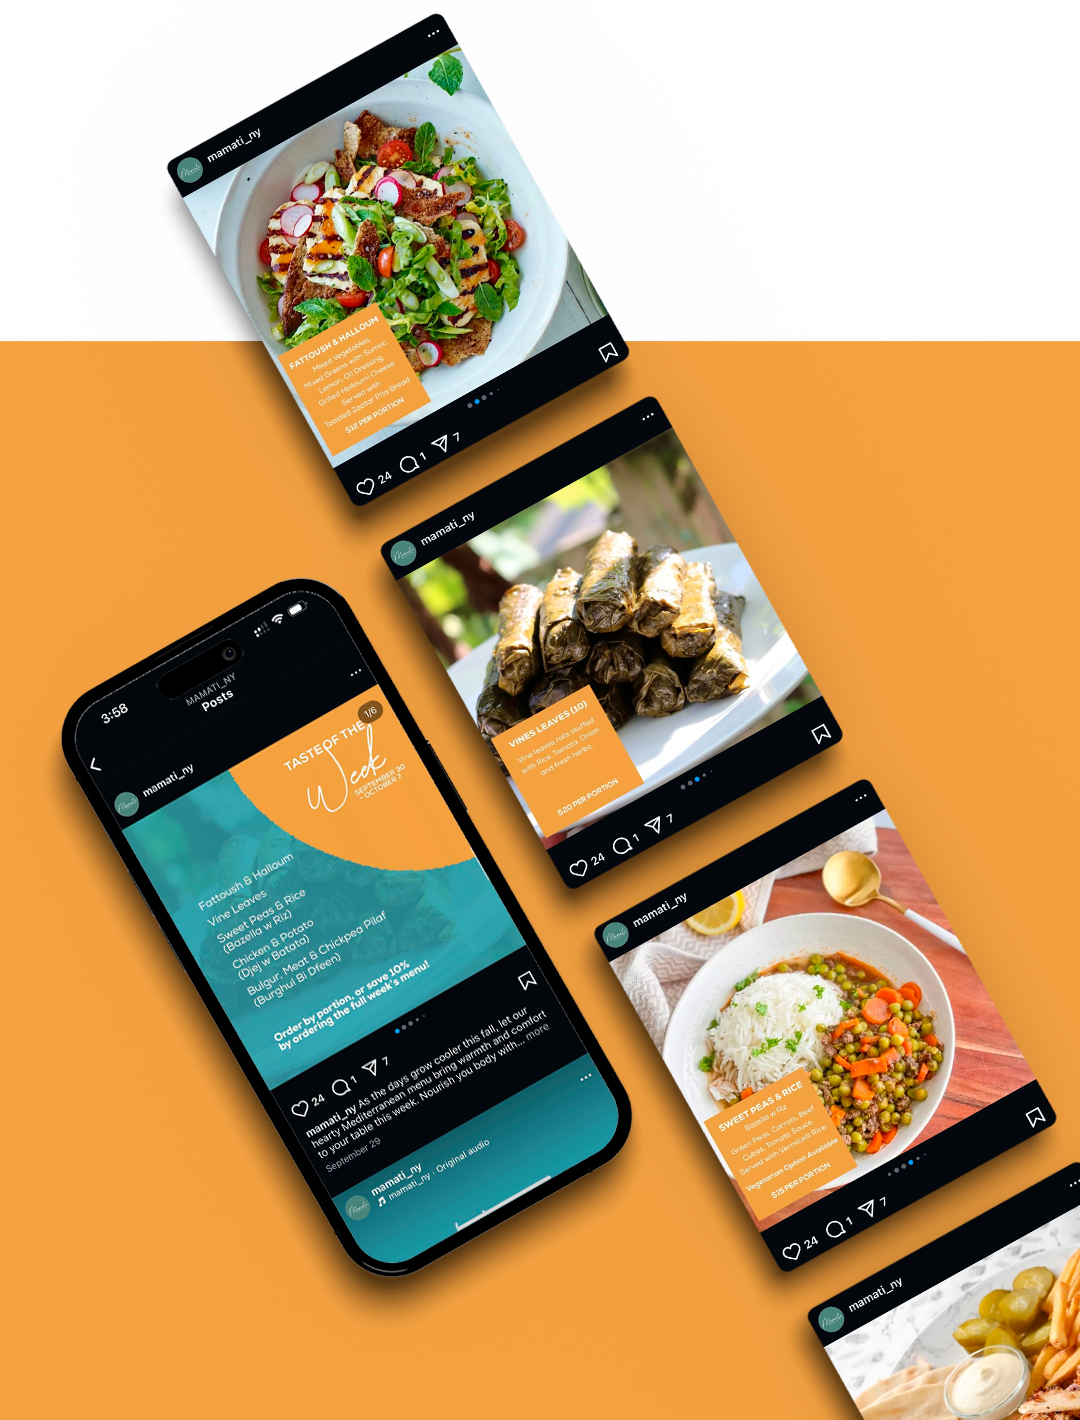 mamati_ny
FATTOUSH & HALLOUM
Mixed Vegetables,
Mixed Greens with Sumac,
Lemon, Oil Dressing,
Grilled Halloumi Cheese
Served with
Toasted Zaatar Pita Bread
$12 PER PORTION
24 1 7
mamati_ny
VINES LEAVES (10)
Vine leaves rolls stuffed
with Rice, Tomato, Onion
and fresh herbs.
$20 PER PORTION
24 1 7
3:58
MAMATI_NY
Posts
mamati_ny
1/6
TASTE OF THE
Week
SEPTEMBER 30
- OCTOBER 7
Fattoush & Halloum
Vine Leaves
Sweet Peas & Rice
(Bazella w Riz)
Chicken & Potato
(Djej w Batata)
Bulgur, Meat & Chickpea Pilaf
(Burghul Bi Dfeen)
Order by portion, or save 10%
by ordering the full week's menu!
24 1 7
mamati_ny As the days grow cooler this fall, let our
hearty Mediterranean menu bring warmth and comfort
to your table this week. Nourish you body with... more
September 29
mamati_ny
mamati_ny · Original audio
mamati_ny
SWEET PEAS & RICE
Bazella w Riz
Green Peas, Carrots, Beef
Cubes, Tomato Sauce
Served with Vermicelli Rice
Vegetarian Option Available
$15 PER PORTION
24 1 7
mamati_ny